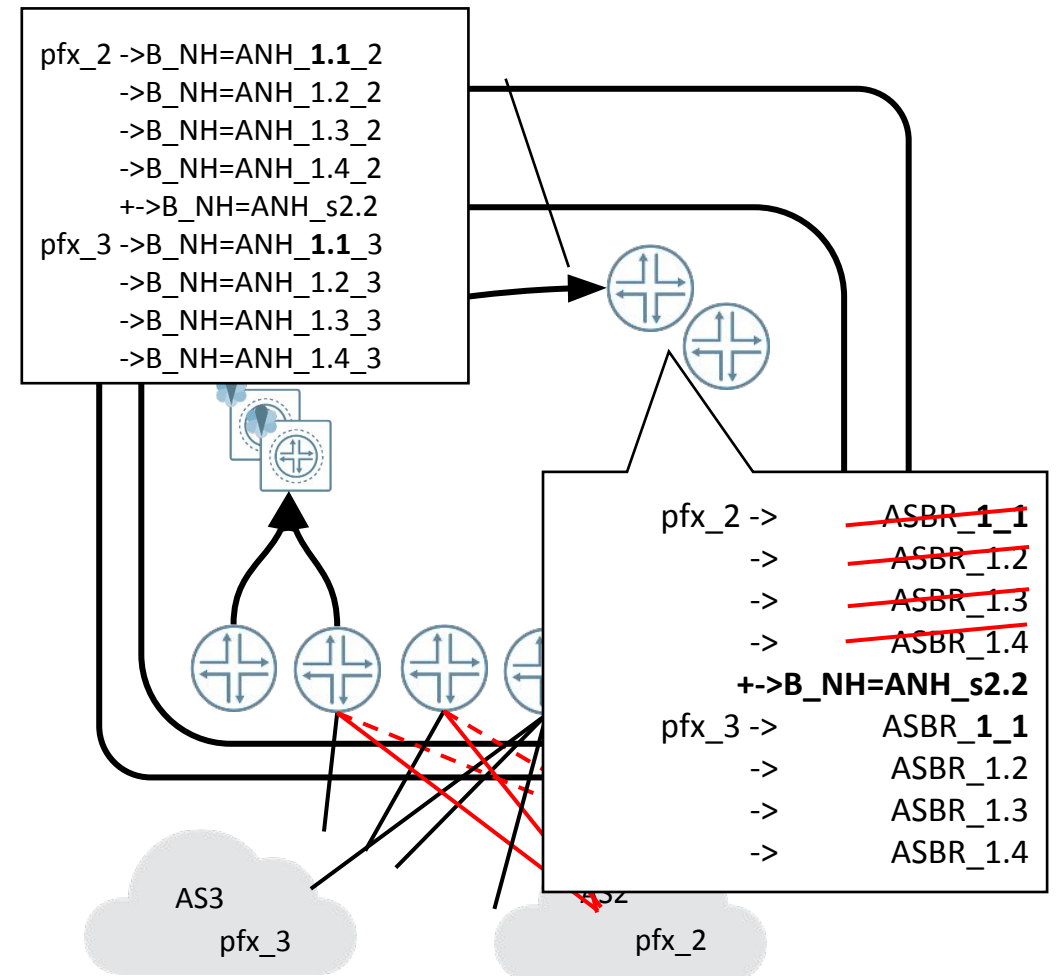 pfx_2 ->B_NH=ANH_1.1_2
->B_NH=ANH_1.2_2
->B_NH=ANH_1.3_2
->B_NH=ANH_1.4_2
+->B_NH=ANH_s2.2
pfx_3 ->B_NH=ANH_1.1_3
->B_NH=ANH_1.2_3
->B_NH=ANH_1.3_3
->B_NH=ANH_1.4_3
pfx_2 -> ASBR_1_1
-> ASBR_1.2
-> ASBR_1.3
-> ASBR_1.4
+->B_NH=ANH_s2.2
pfx_3 -> ASBR_1_1
-> ASBR_1.2
-> ASBR_1.3
-> ASBR_1.4
AS3
pfx_3
AS2
pfx_2